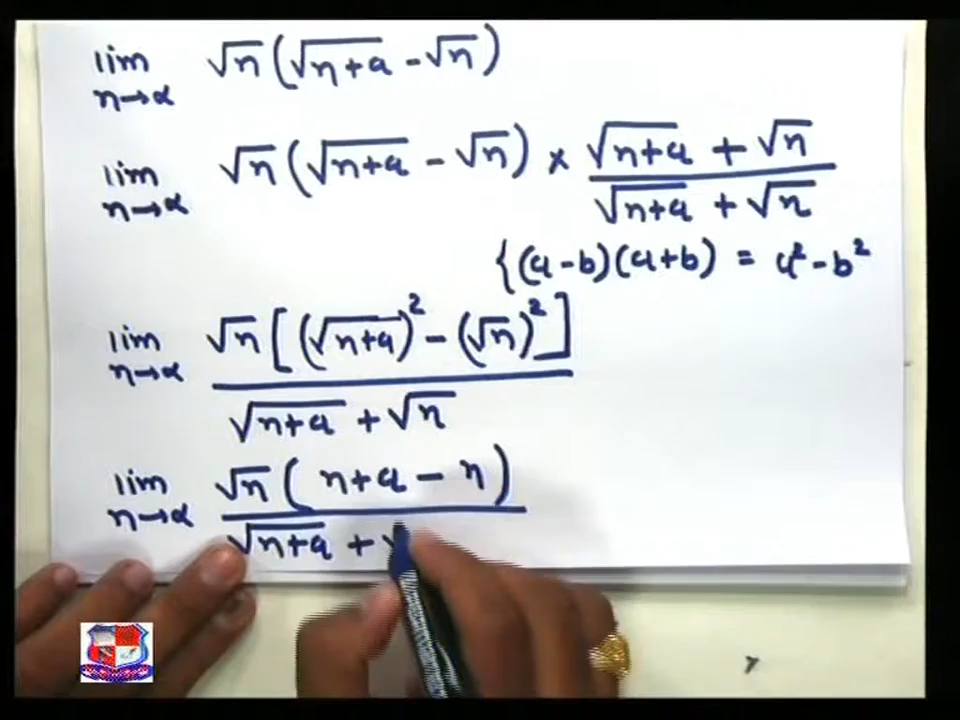 lim n→α √n (√n+a - √n)
lim n→α √n (√n+a - √n) × √n+a + √n / √n+a + √n
{(a-b)(a+b) = a² - b²
lim n→α √n [(√n+a)² - (√n)²] / √n+a + √n
lim n→α √n ( n+a - n) / √n+a + √